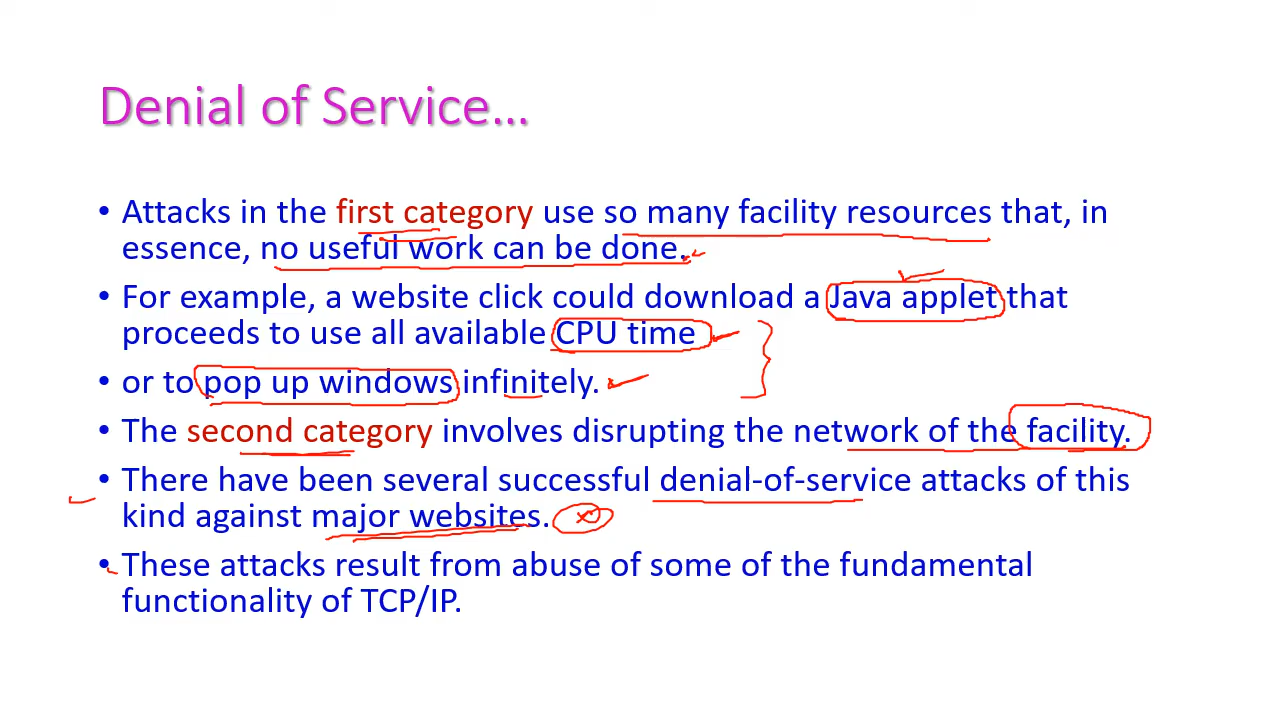 Denial of Service...
• Attacks in the first category use so many facility resources that, in
essence, no useful work can be done.
• For example, a website click could download a Java applet that
proceeds to use all available CPU time
• or to pop up windows infinitely.
• The second category involves disrupting the network of the facility.
• There have been several successful denial-of-service attacks of this
kind against major websites.
• These attacks result from abuse of some of the fundamental
functionality of TCP/IP.